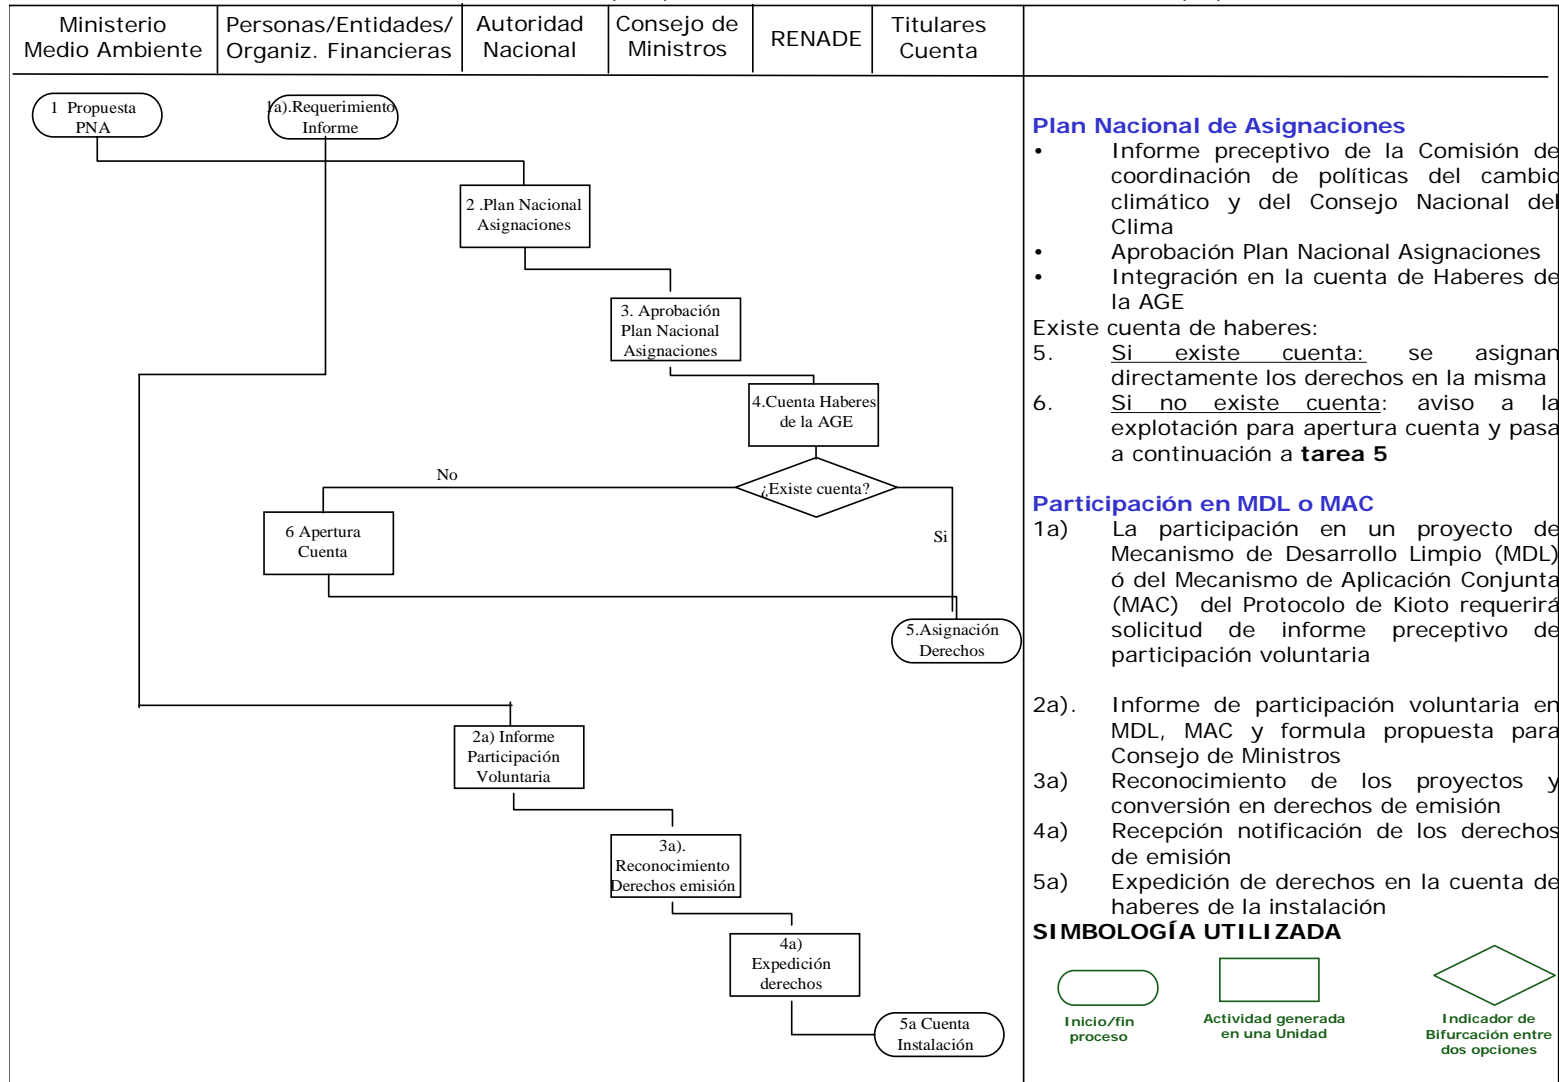 Ministerio
Medio Ambiente
Personas/Entidades/
Organiz. Financieras
Autoridad
Nacional
Consejo de
Ministros
RENADE
Titulares
Cuenta
1 Propuesta
PNA
1a).Requerimiento
Informe
2 .Plan Nacional
Asignaciones
3. Aprobación
Plan Nacional
Asignaciones
4.Cuenta Haberes
de la AGE
¿Existe cuenta?
No
Si
6 Apertura
Cuenta
5.Asignación
Derechos
2a) Informe
Participación
Voluntaria
3a).
Reconocimiento
Derechos emisión
4a)
Expedición
derechos
5a Cuenta
Instalación
Plan Nacional de Asignaciones
• Informe preceptivo de la Comisión de
coordinación de políticas del cambio
climático y del Consejo Nacional del
Clima
• Aprobación Plan Nacional Asignaciones
• Integración en la cuenta de Haberes de
la AGE
Existe cuenta de haberes:
5. Si existe cuenta: se asignan
directamente los derechos en la misma
6. Si no existe cuenta: aviso a la
explotación para apertura cuenta y pasa
a continuación a tarea 5
Participación en MDL o MAC
1a) La participación en un proyecto de
Mecanismo de Desarrollo Limpio (MDL)
ó del Mecanismo de Aplicación Conjunta
(MAC) del Protocolo de Kioto requerirá
solicitud de informe preceptivo de
participación voluntaria
2a). Informe de participación voluntaria en
MDL, MAC y formula propuesta para
Consejo de Ministros
3a) Reconocimiento de los proyectos y
conversión en derechos de emisión
4a) Recepción notificación de los derechos
de emisión
5a) Expedición de derechos en la cuenta de
haberes de la instalación
SIMBOLOGÍA UTILIZADA
Inicio/fin
proceso
Actividad generada
en una Unidad
Indicador de
Bifurcación entre
dos opciones